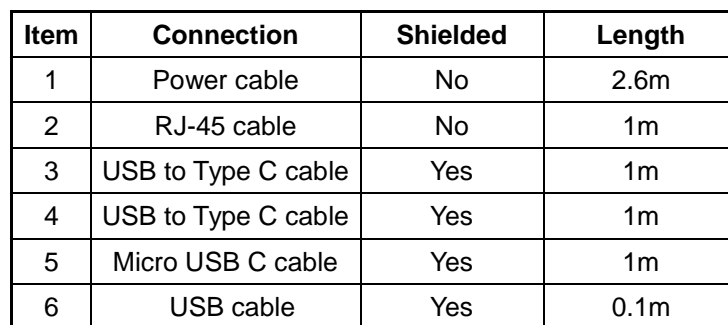 Item Connection Shielded Length
1 Power cable No 2.6m
2 RJ-45 cable No 1m
3 USB to Type C cable Yes 1m
4 USB to Type C cable Yes 1m
5 Micro USB C cable Yes 1m
6 USB cable Yes 0.1m